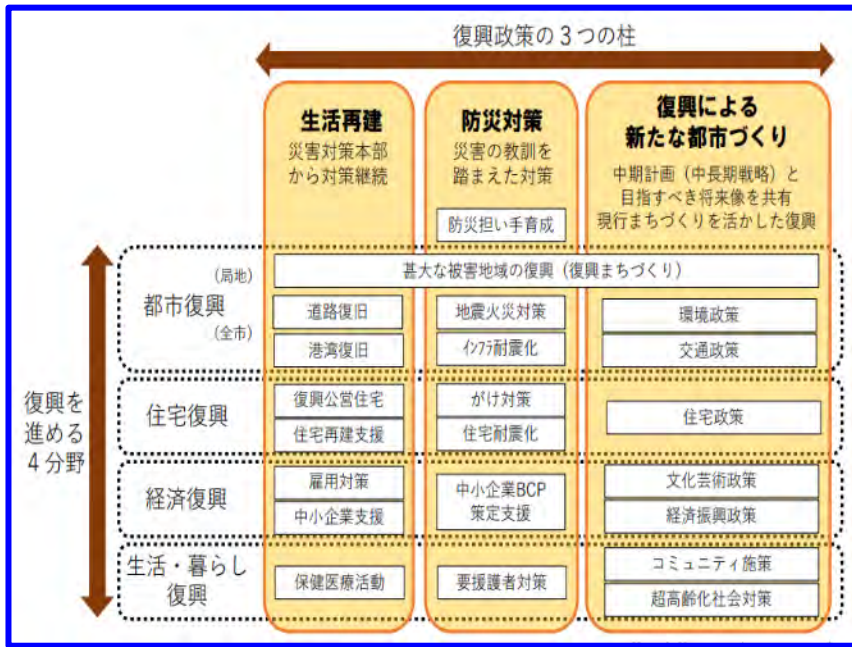 復興政策の3つの柱
生活再建
災害対策本部
から対策継続
防災対策
災害の教訓を
踏まえた対策
復興による
新たな都市づくり
中期計画（中長期戦略）と
目指すべき将来像を共有
現行まちづくりを活かした復興
防災担い手育成
復興を
進める
4分野
(局地)
都市復興
(全市)
甚大な被害地域の復興（復興まちづくり）
道路復旧
地震火災対策
環境政策
港湾復旧
インフラ耐震化
交通政策
住宅復興
復興公営住宅
がけ対策
住宅政策
住宅再建支援
住宅耐震化
経済復興
雇用対策
中小企業BCP
策定支援
文化芸術政策
中小企業支援
経済振興政策
生活・暮らし
復興
保健医療活動
要援護者対策
コミュニティ施策
超高齢化社会対策